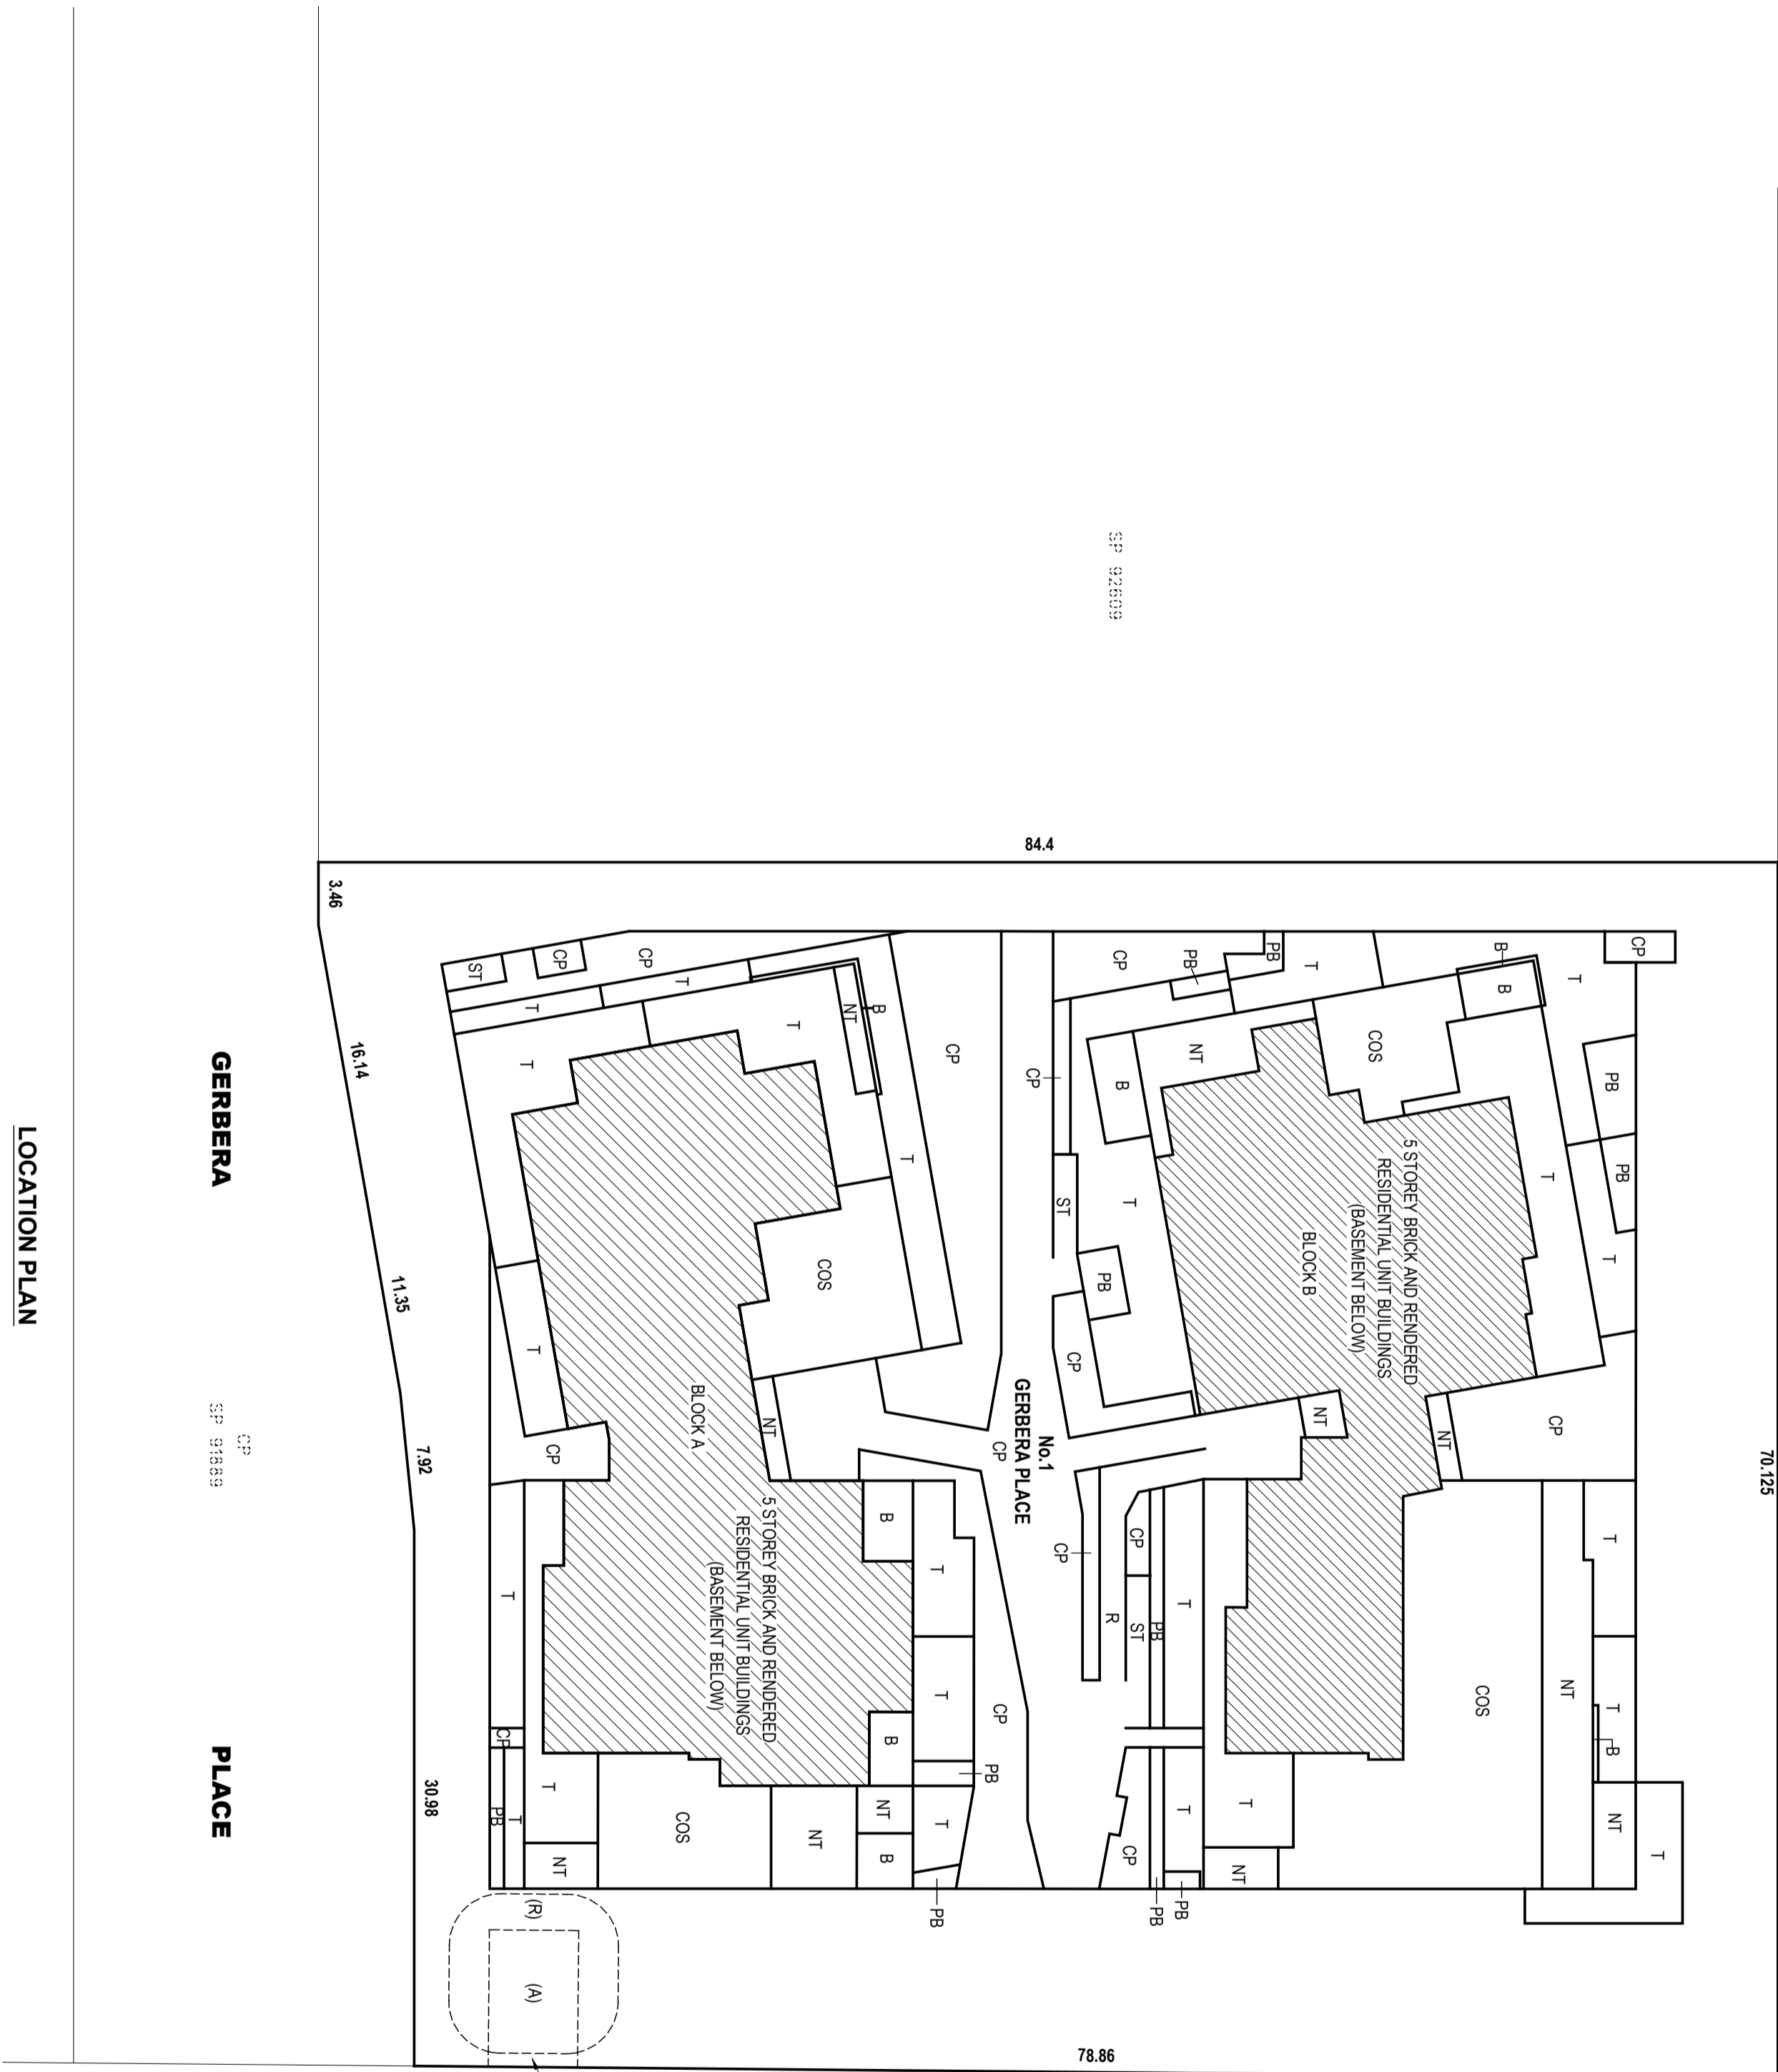 SP 92609
84.4
3.46
16.14
11.35
7.92
30.98
78.86
70.125
CP
T
B
B
PB
PB
T
T
COS
T
PB
PB
CP
NT
B
CP
ST
T
PB
CP
5 STOREY BRICK AND RENDERED
RESIDENTIAL UNIT BUILDINGS
(BASEMENT BELOW)
BLOCK B
NT
NT
CP
T
NT
T
B
NT
T
COS
T
NT
T
PB
CP
ST
R
CP
T
CP
PB
PB
No.1
GERBERA PLACE
CP
CP
CP
PB
PB
T
T
T
B
B
NT
B
NT
COS
5 STOREY BRICK AND RENDERED
RESIDENTIAL UNIT BUILDINGS
(BASEMENT BELOW)
BLOCK A
NT
COS
T
CP
B
NT
T
T
CP
CP
ST
T
T
T
CP
T
CP
T
NT
T
PB
(R)
(A)
GERBERA PLACE
CP
SP 91889
LOCATION PLAN